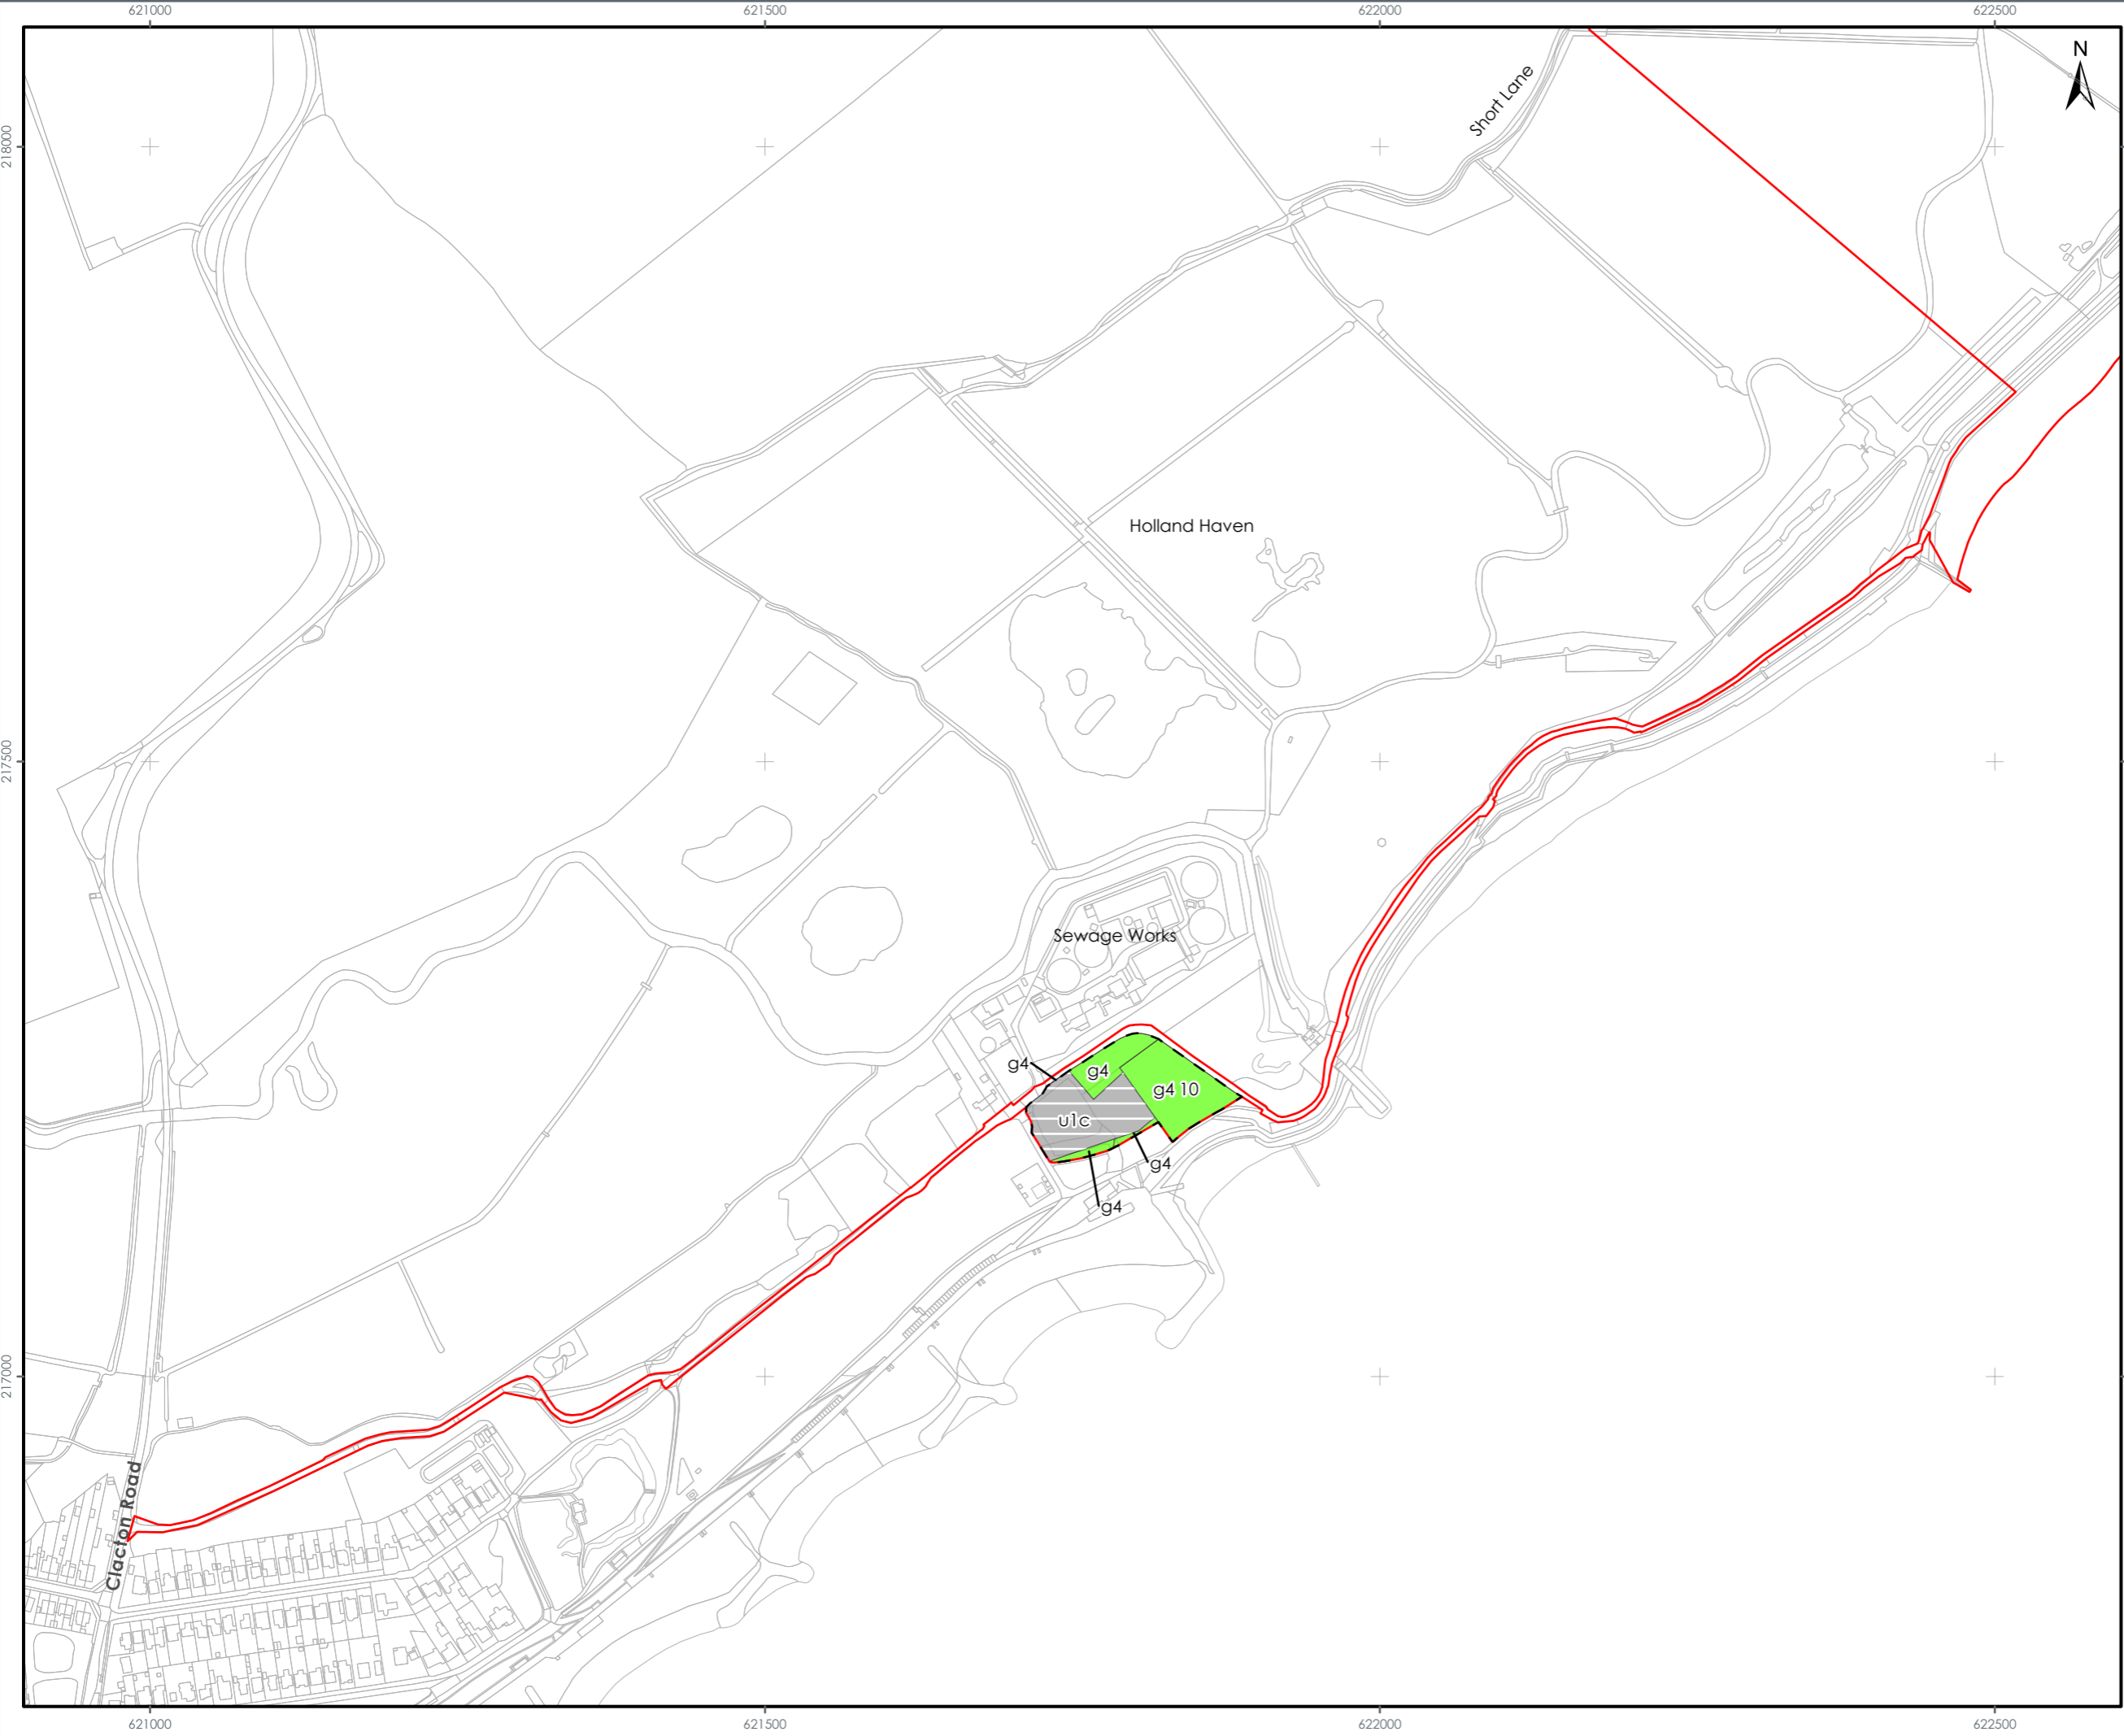 621000
621500
622000
622500
N
Short Lane
218000
Holland Haven
217500
Sewage Works
g4
g4
g4 10
u1c
g4
g4
217000
Clacton Road
621000
621500
622000
622500